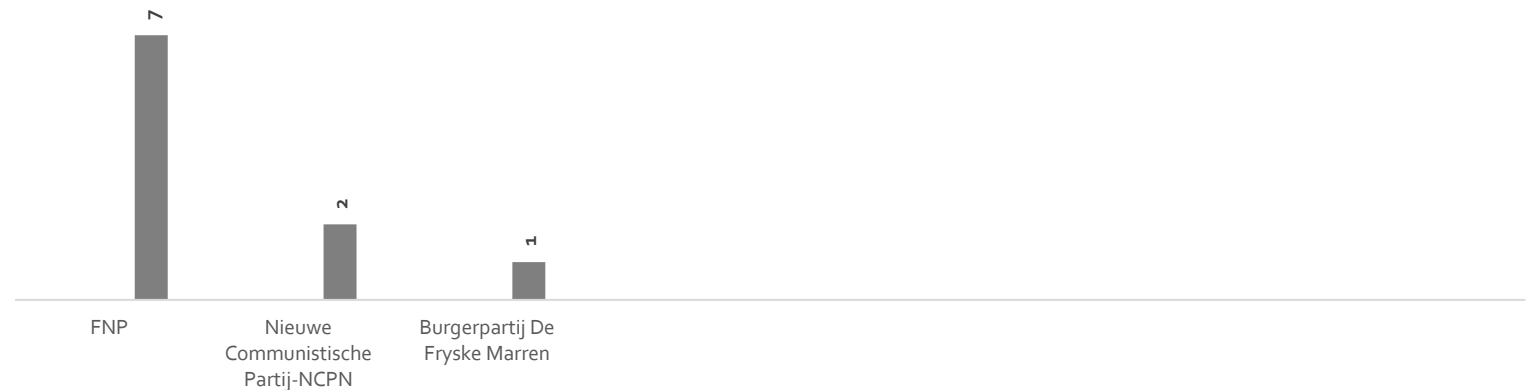 7
2
1
FNP
Nieuwe
Communistische
Partij-NCPN
Burgerpartij De
Fryske Marren